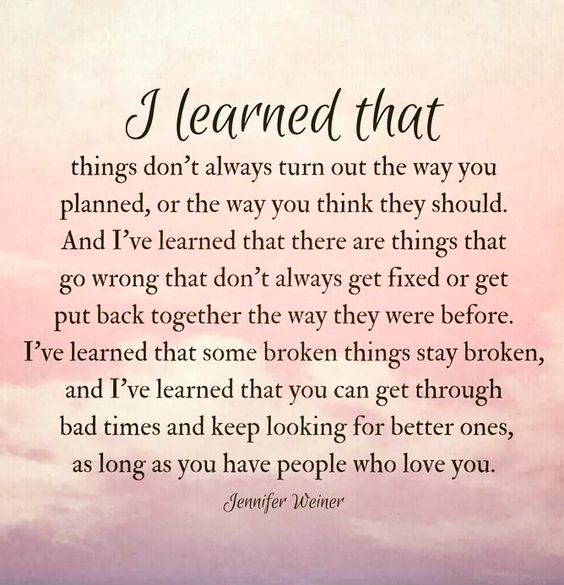 I learned that
things don’t always turn out the way you
planned, or the way you think they should.
And I’ve learned that there are things that
go wrong that don’t always get fixed or get
put back together the way they were before.
I’ve learned that some broken things stay broken,
and I’ve learned that you can get through
bad times and keep looking for better ones,
as long as you have people who love you.
Jennifer Weiner